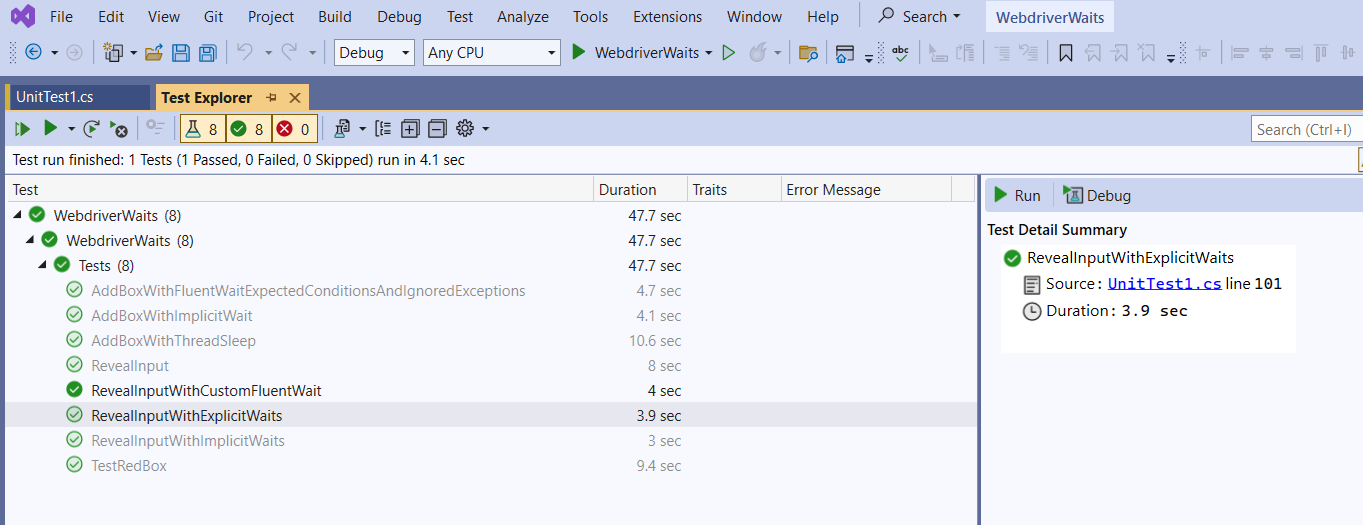 File Edit View Git Project Build Debug Test Analyze Tools Extensions Window Help Search WebdriverWaits
Debug Any CPU WebdriverWaits abc
UnitTest1.cs Test Explorer
8 8 0 Search (Ctrl+I)
Test run finished: 1 Tests (1 Passed, 0 Failed, 0 Skipped) run in 4.1 sec
Test Duration Traits Error Message
WebdriverWaits (8) 47.7 sec
WebdriverWaits (8) 47.7 sec
Tests (8) 47.7 sec
AddBoxWithFluentWaitExpectedConditionsAndIgnoredExceptions 4.7 sec
AddBoxWithImplicitWait 4.1 sec
AddBoxWithThreadSleep 10.6 sec
RevealInput 8 sec
RevealInputWithCustomFluentWait 4 sec
RevealInputWithExplicitWaits 3.9 sec
RevealInputWithImplicitWaits 3 sec
TestRedBox 9.4 sec
Run Debug
Test Detail Summary
RevealInputWithExplicitWaits
Source: UnitTest1.cs line 101
Duration: 3.9 sec